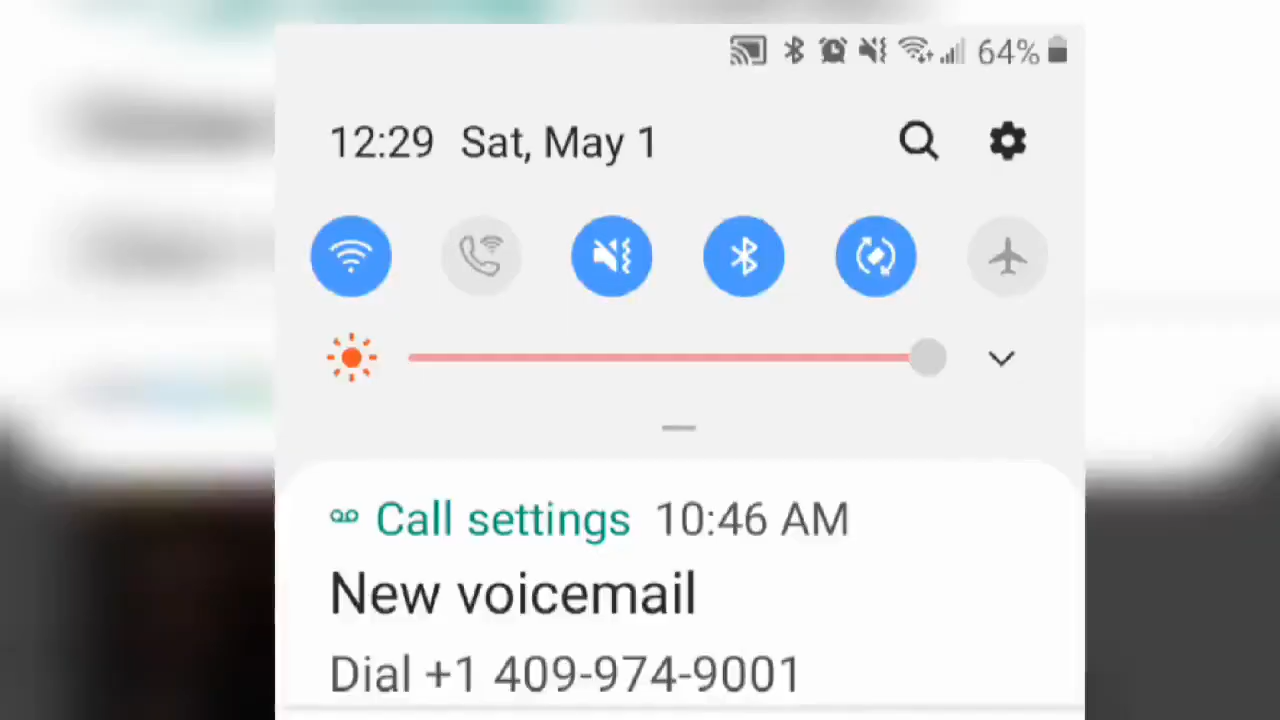 64%
12:29 Sat, May 1
Call settings 10:46 AM
New voicemail
Dial +1 409-974-9001